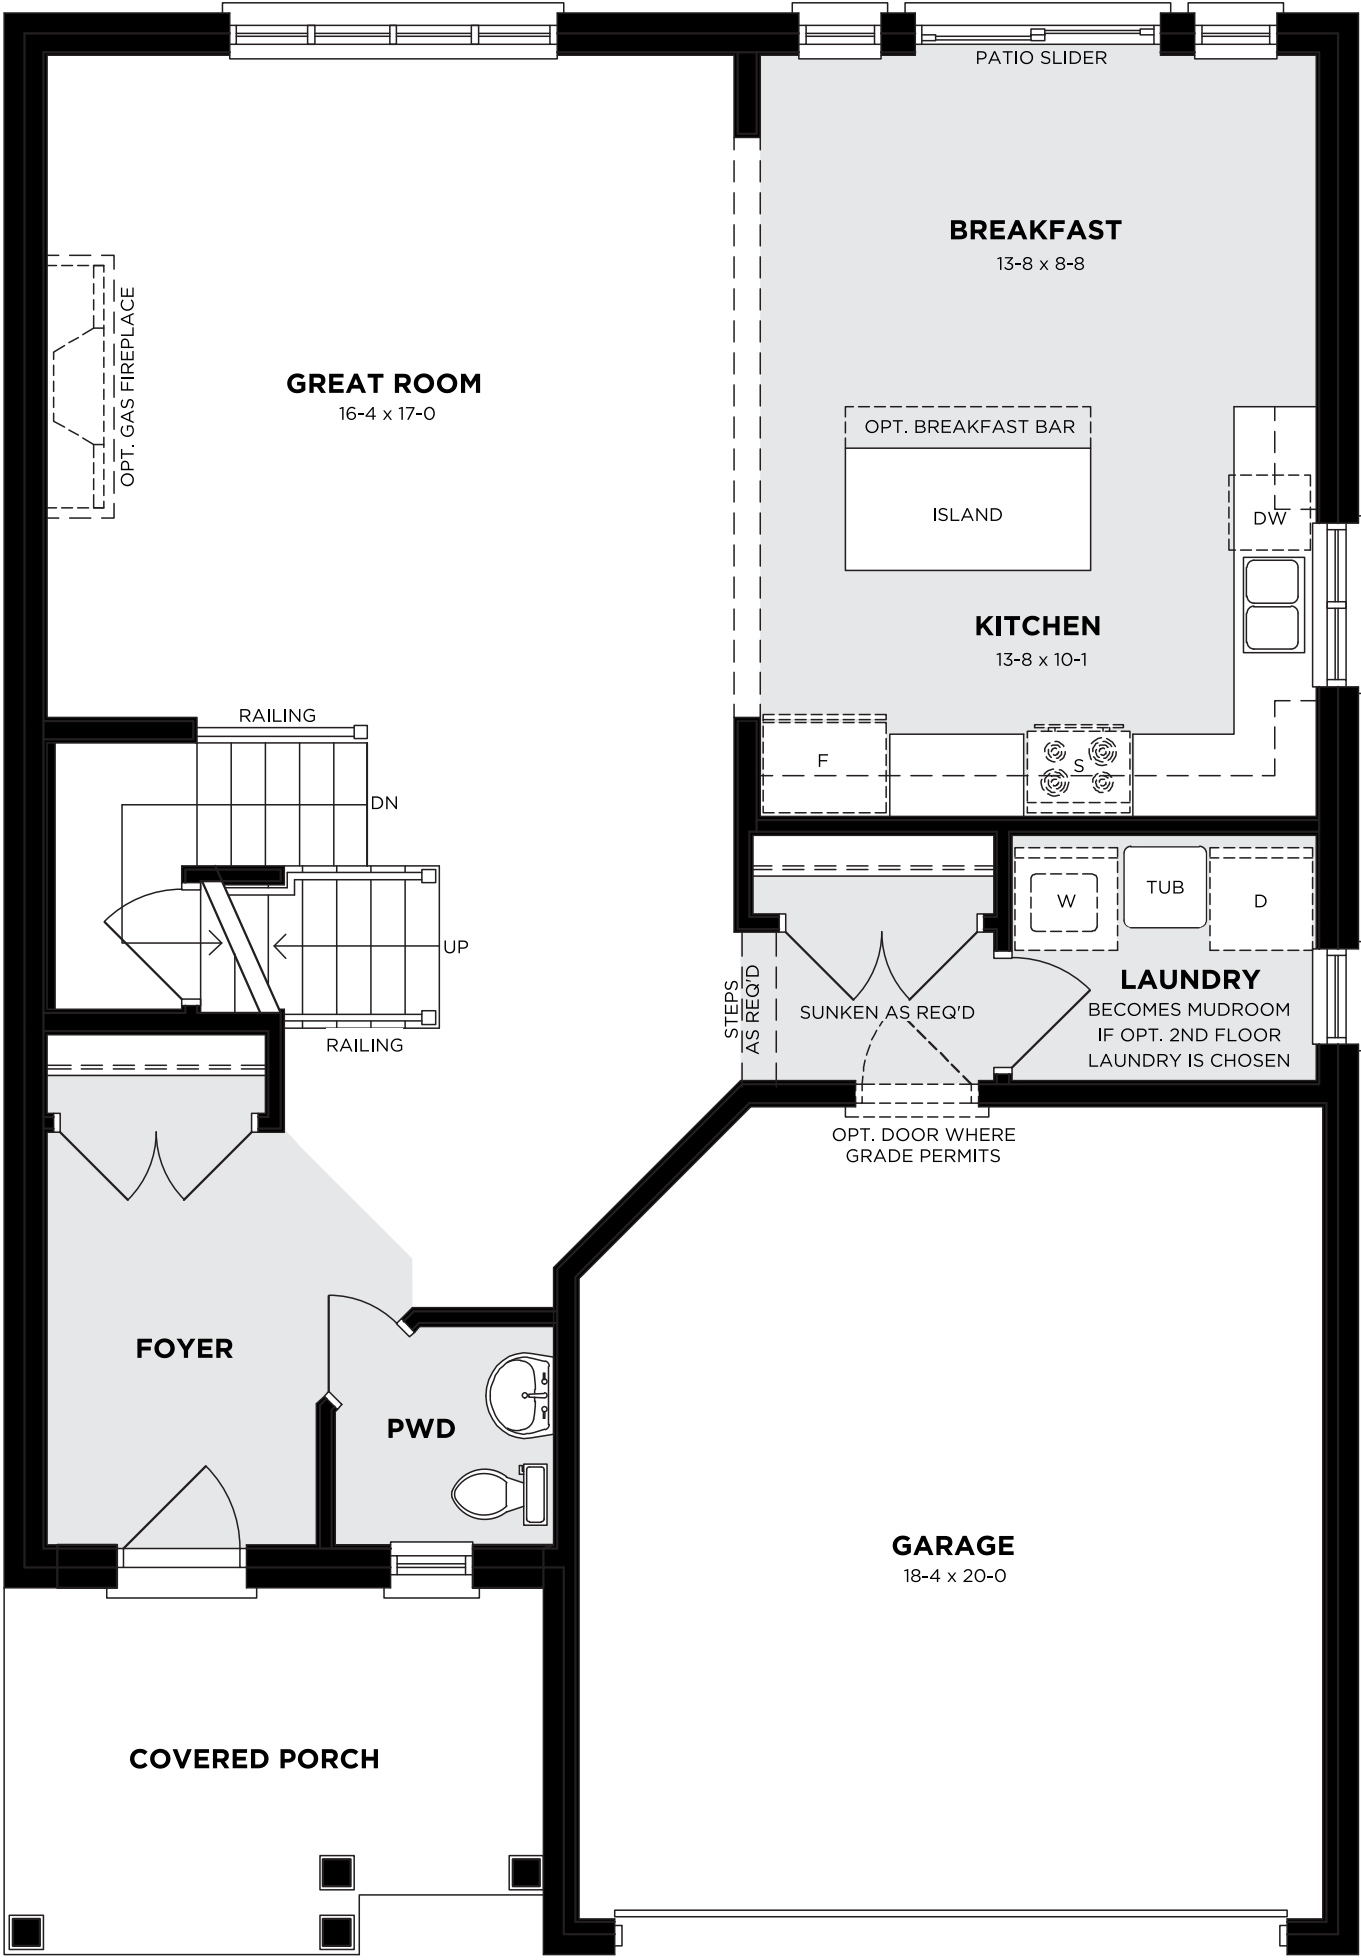 PATIO SLIDER
BREAKFAST
13-8 x 8-8
OPT. GAS FIREPLACE
GREAT ROOM
16-4 x 17-0
OPT. BREAKFAST BAR
ISLAND
DW
KITCHEN
13-8 x 10-1
RAILING
F
S
DN
UP
RAILING
W
TUB
D
STEPS
AS REQ'D
SUNKEN AS REQ'D
LAUNDRY
BECOMES MUDROOM
IF OPT. 2ND FLOOR
LAUNDRY IS CHOSEN
OPT. DOOR WHERE
GRADE PERMITS
FOYER
PWD
GARAGE
18-4 x 20-0
COVERED PORCH